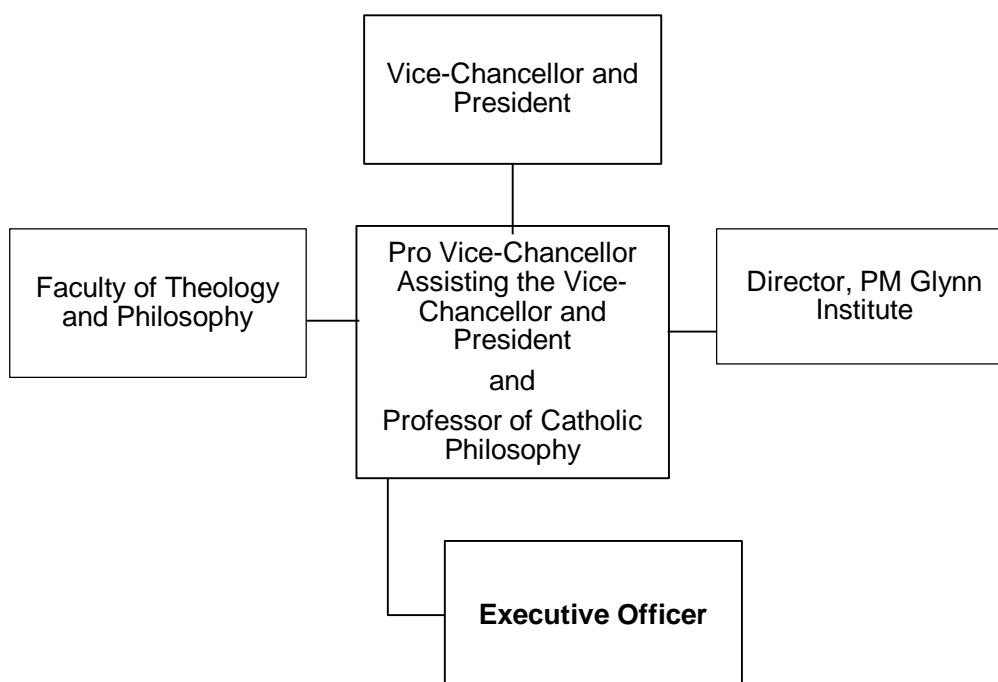 Vice-Chancellor and
President
Faculty of Theology
and Philosophy
Pro Vice-Chancellor
Assisting the Vice-
Chancellor and
President
and
Professor of Catholic
Philosophy
Director, PM Glynn
Institute
Executive Officer